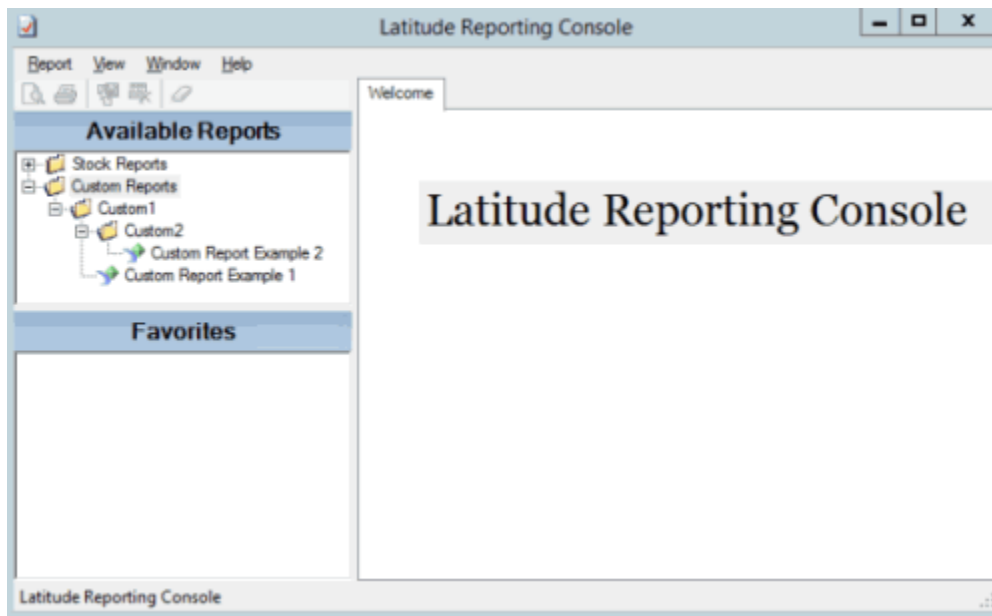 Latitude Reporting Console
Report View Window Help
Welcome
Available Reports
Stock Reports
Custom Reports
Custom1
Custom2
Custom Report Example 2
Custom Report Example 1
Latitude Reporting Console
Favorites
Latitude Reporting Console